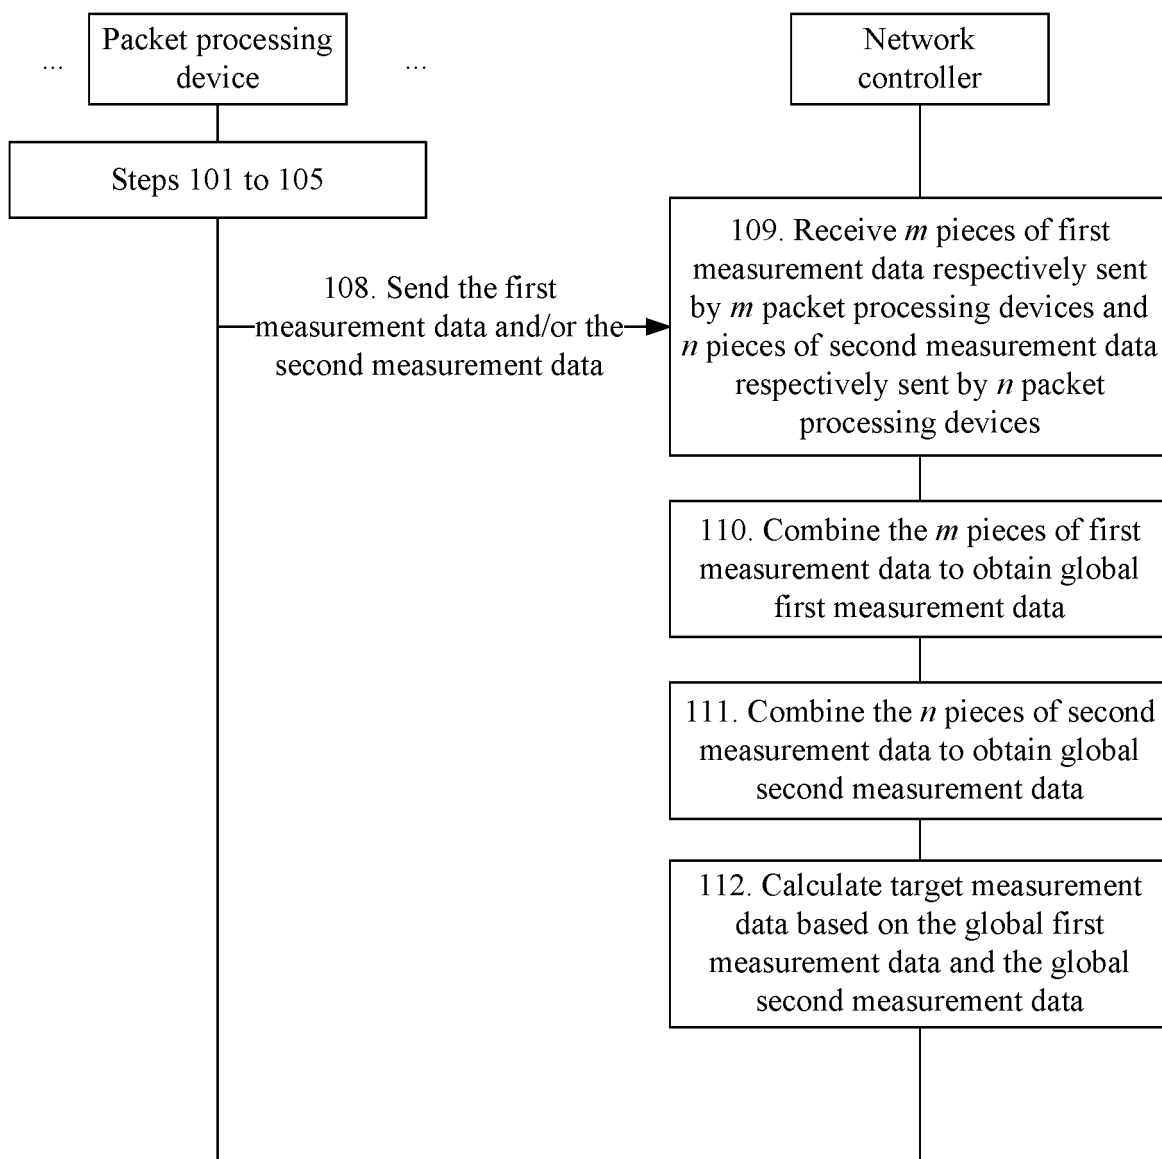 ...
Packet processing
device
...
Network
controller
Steps 101 to 105
108. Send the first
measurement data and/or the
second measurement data
109. Receive m pieces of first
measurement data respectively sent
by m packet processing devices and
n pieces of second measurement data
respectively sent by n packet
processing devices
110. Combine the m pieces of first
measurement data to obtain global
first measurement data
111. Combine the n pieces of second
measurement data to obtain global
second measurement data
112. Calculate target measurement
data based on the global first
measurement data and the global
second measurement data